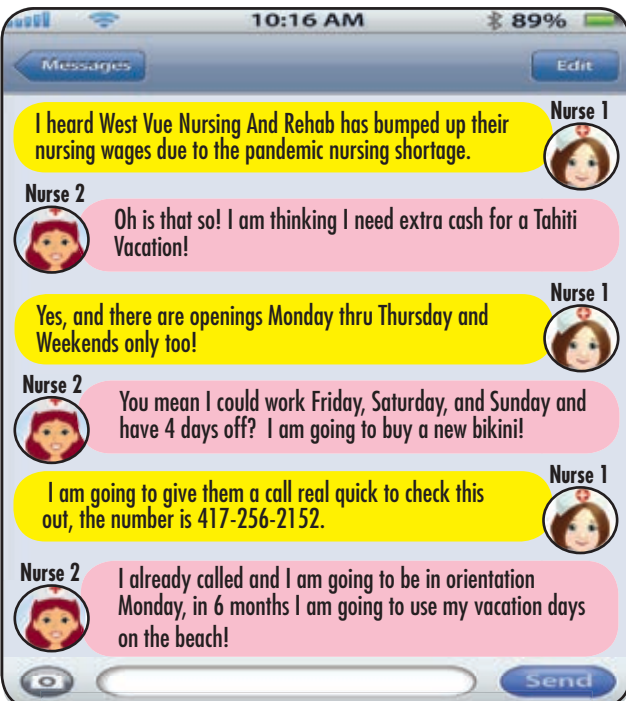 10:16 AM
89%
Messages
Edit
Nurse 1
I heard West Vue Nursing And Rehab has bumped up their
nursing wages due to the pandemic nursing shortage.
Nurse 2
Oh is that so! I am thinking I need extra cash for a Tahiti
Vacation!
Nurse 1
Yes, and there are openings Monday thru Thursday and
Weekends only too!
Nurse 2
You mean I could work Friday, Saturday, and Sunday and
have 4 days off? I am going to buy a new bikini!
Nurse 1
I am going to give them a call real quick to check this
out, the number is 417-256-2152.
Nurse 2
I already called and I am going to be in orientation
Monday, in 6 months I am going to use my vacation days
on the beach!
Send